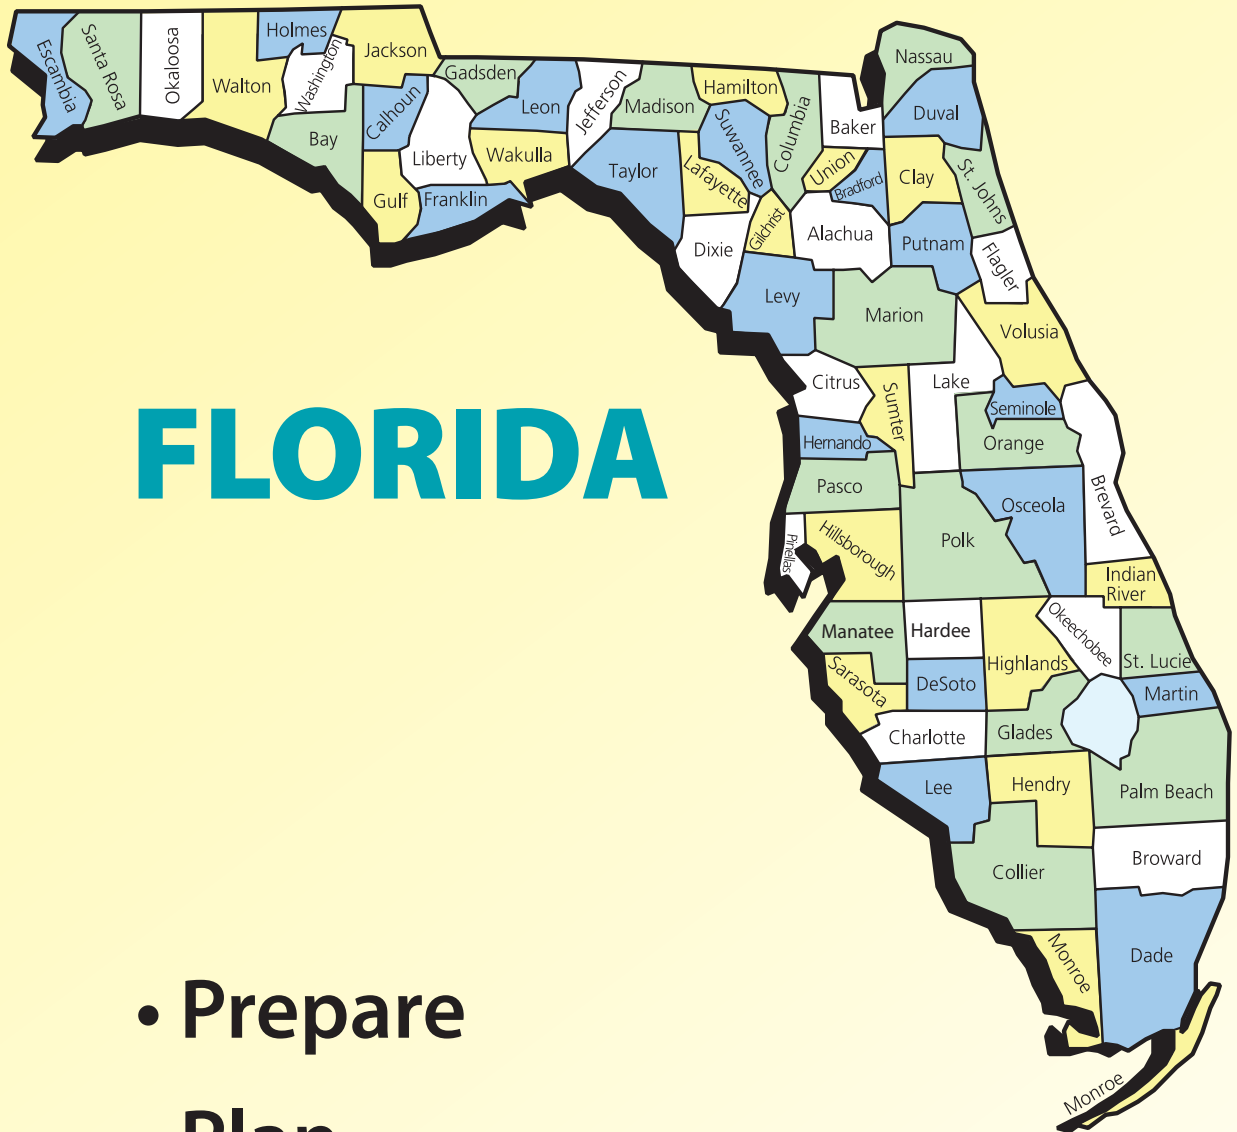 Escambia
Santa Rosa
Okaloosa
Walton
Holmes
Washington
Jackson
Bay
Calhoun
Gulf
Liberty
Gadsden
Franklin
Leon
Wakulla
Jefferson
Madison
Taylor
Hamilton
Suwannee
Lafayette
Dixie
Columbia
Gilchrist
Baker
Union
Bradford
Alachua
Levy
Nassau
Duval
Clay
St. Johns
Putnam
Flagler
Marion
Volusia
Citrus
Sumter
Lake
Seminole
Hernando
Orange
FLORIDA
Pasco
Osceola
Brevard
Pinellas
Hillsborough
Polk
Indian
River
Manatee
Hardee
Okeechobee
Highlands
St. Lucie
Sarasota
DeSoto
Martin
Charlotte
Glades
Lee
Hendry
Palm Beach
Collier
Broward
Monroe
Dade
Monroe
• Prepare
Plan